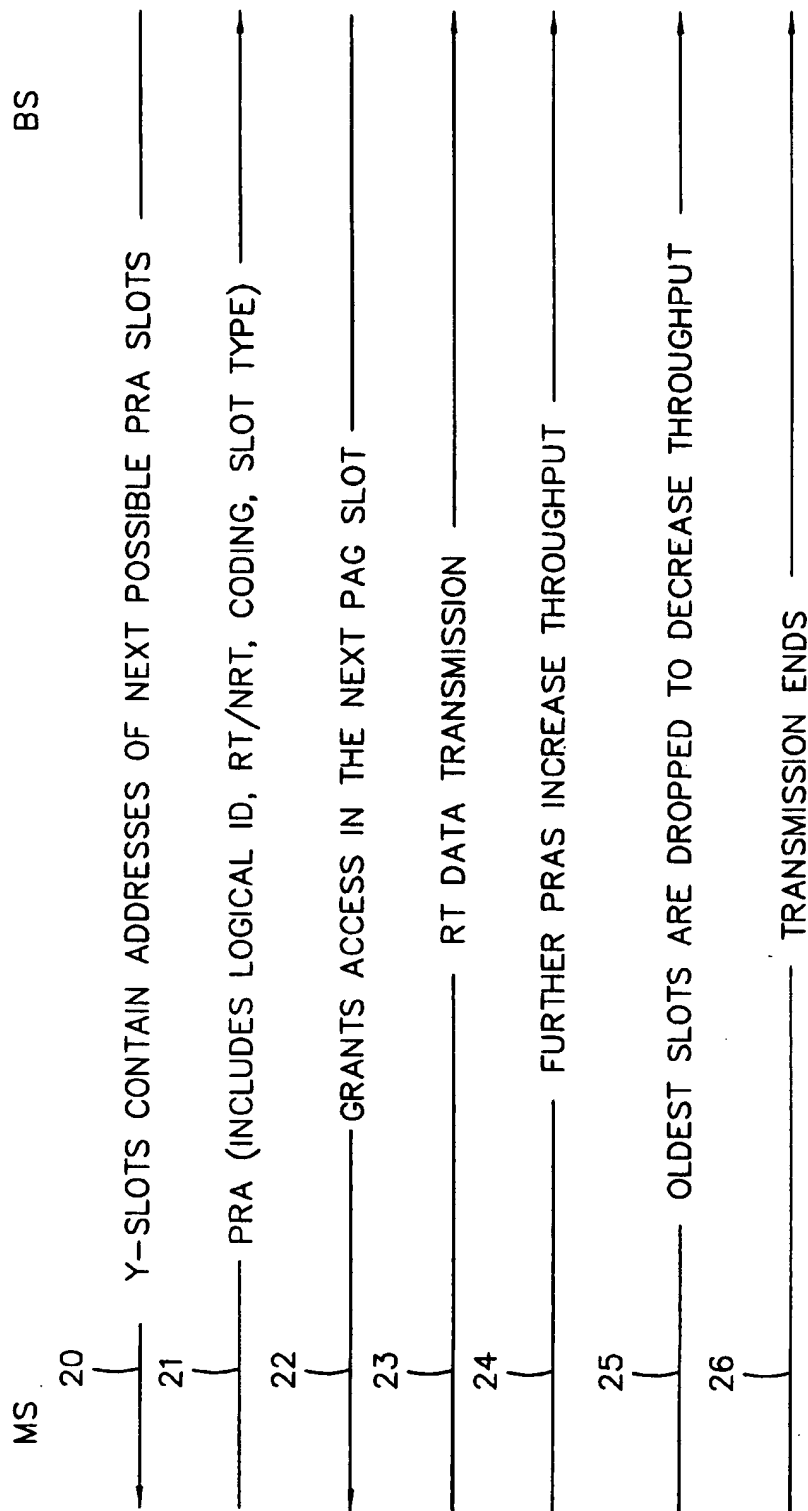 MS
BS
20
Y-SLOTS CONTAIN ADDRESSES OF NEXT POSSIBLE PRA SLOTS
21
PRA (INCLUDES LOGICAL ID, RT/NRT, CODING, SLOT TYPE)
22
GRANTS ACCESS IN THE NEXT PAG SLOT
23
RT DATA TRANSMISSION
24
FURTHER PRAS INCREASE THROUGHPUT
25
OLDEST SLOTS ARE DROPPED TO DECREASE THROUGHPUT
26
TRANSMISSION ENDS